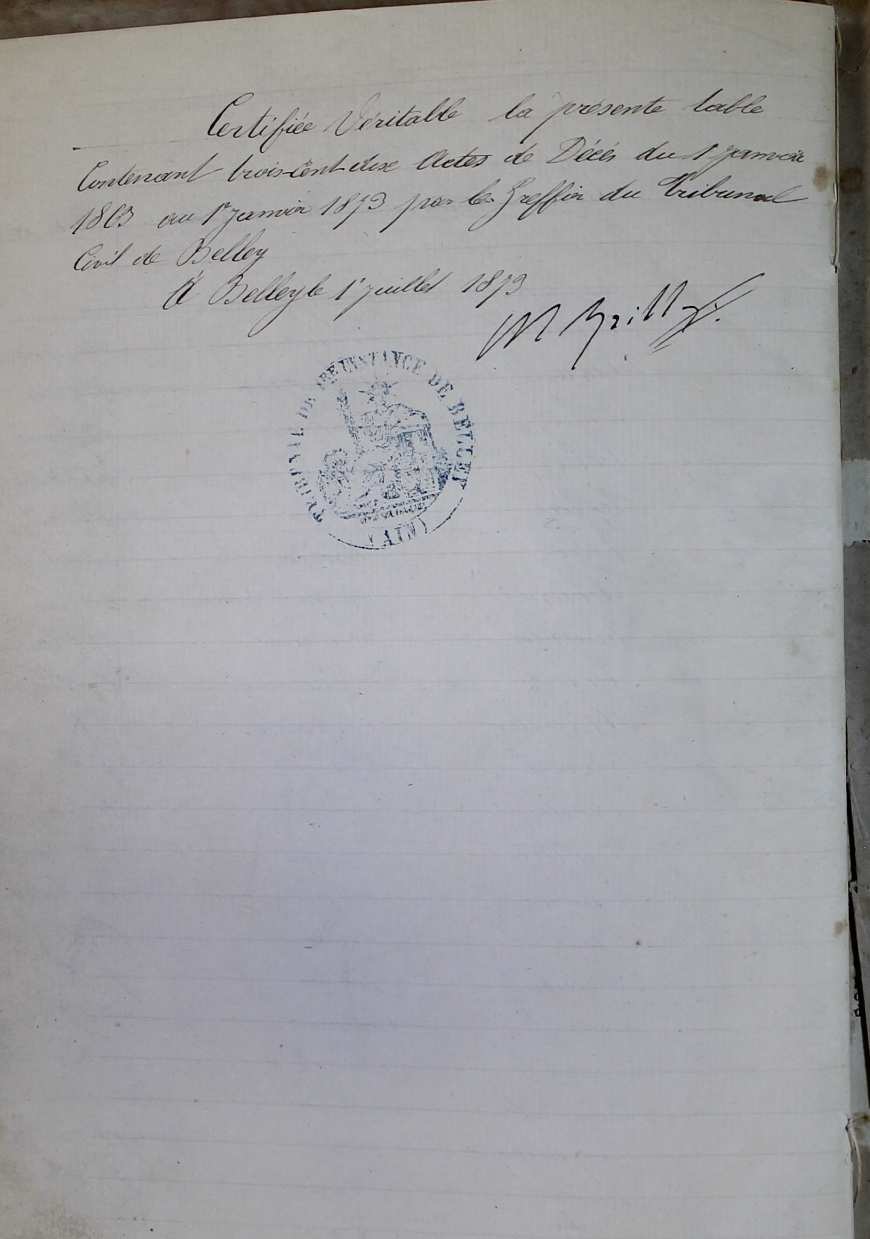 Certifiée Véritable la présente table
Contenant trois-Cent deux Actes de Décès du 1er janvier
1863 au 1er janvier 1873 par le Greffier du Tribunal
Civil de Belley
A Belley le 1er juillet 1873
TRIBUNAL DE 1RE INSTANCE DE BELLEY
(AIN)